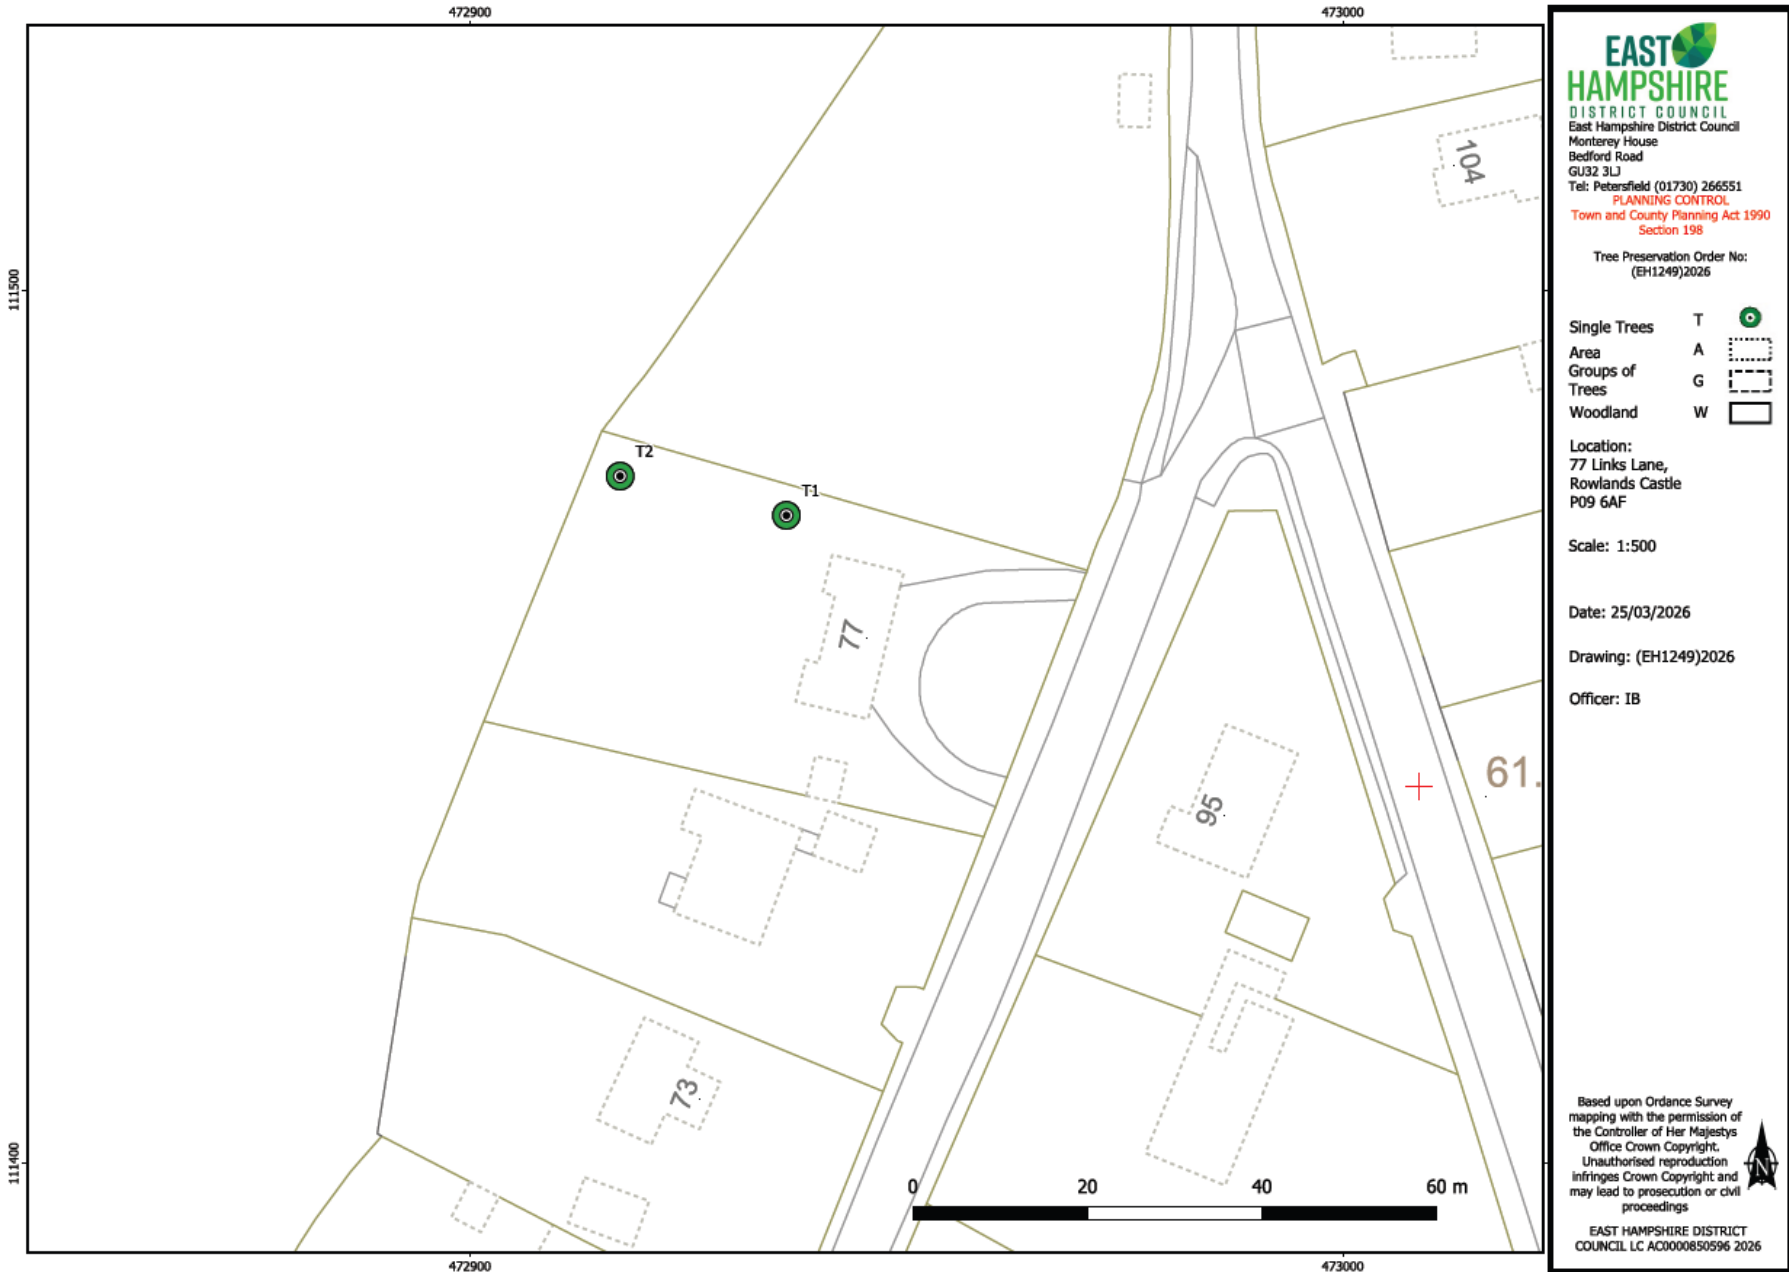 472900
473000
111500
111400
T2
T1
77
73
95
104
61.
0
20
40
60 m
472900
473000
EAST
HAMPSHIRE
DISTRICT COUNCIL
East Hampshire District Council
Monterey House
Bedford Road
GU32 3LJ
Tel: Petersfield (01730) 266551
PLANNING CONTROL
Town and County Planning Act 1990
Section 198
Tree Preservation Order No:
(EH1249)2026
Single Trees T
Area A
Groups of
Trees G
Woodland W
Location:
77 Links Lane,
Rowlands Castle
P09 6AF
Scale: 1:500
Date: 25/03/2026
Drawing: (EH1249)2026
Officer: IB
Based upon Ordance Survey
mapping with the permission of
the Controller of Her Majestys
Office Crown Copyright.
Unauthorised reproduction
infringes Crown Copyright and
may lead to prosecution or civil
proceedings
N
EAST HAMPSHIRE DISTRICT
COUNCIL LC AC0000850596 2026